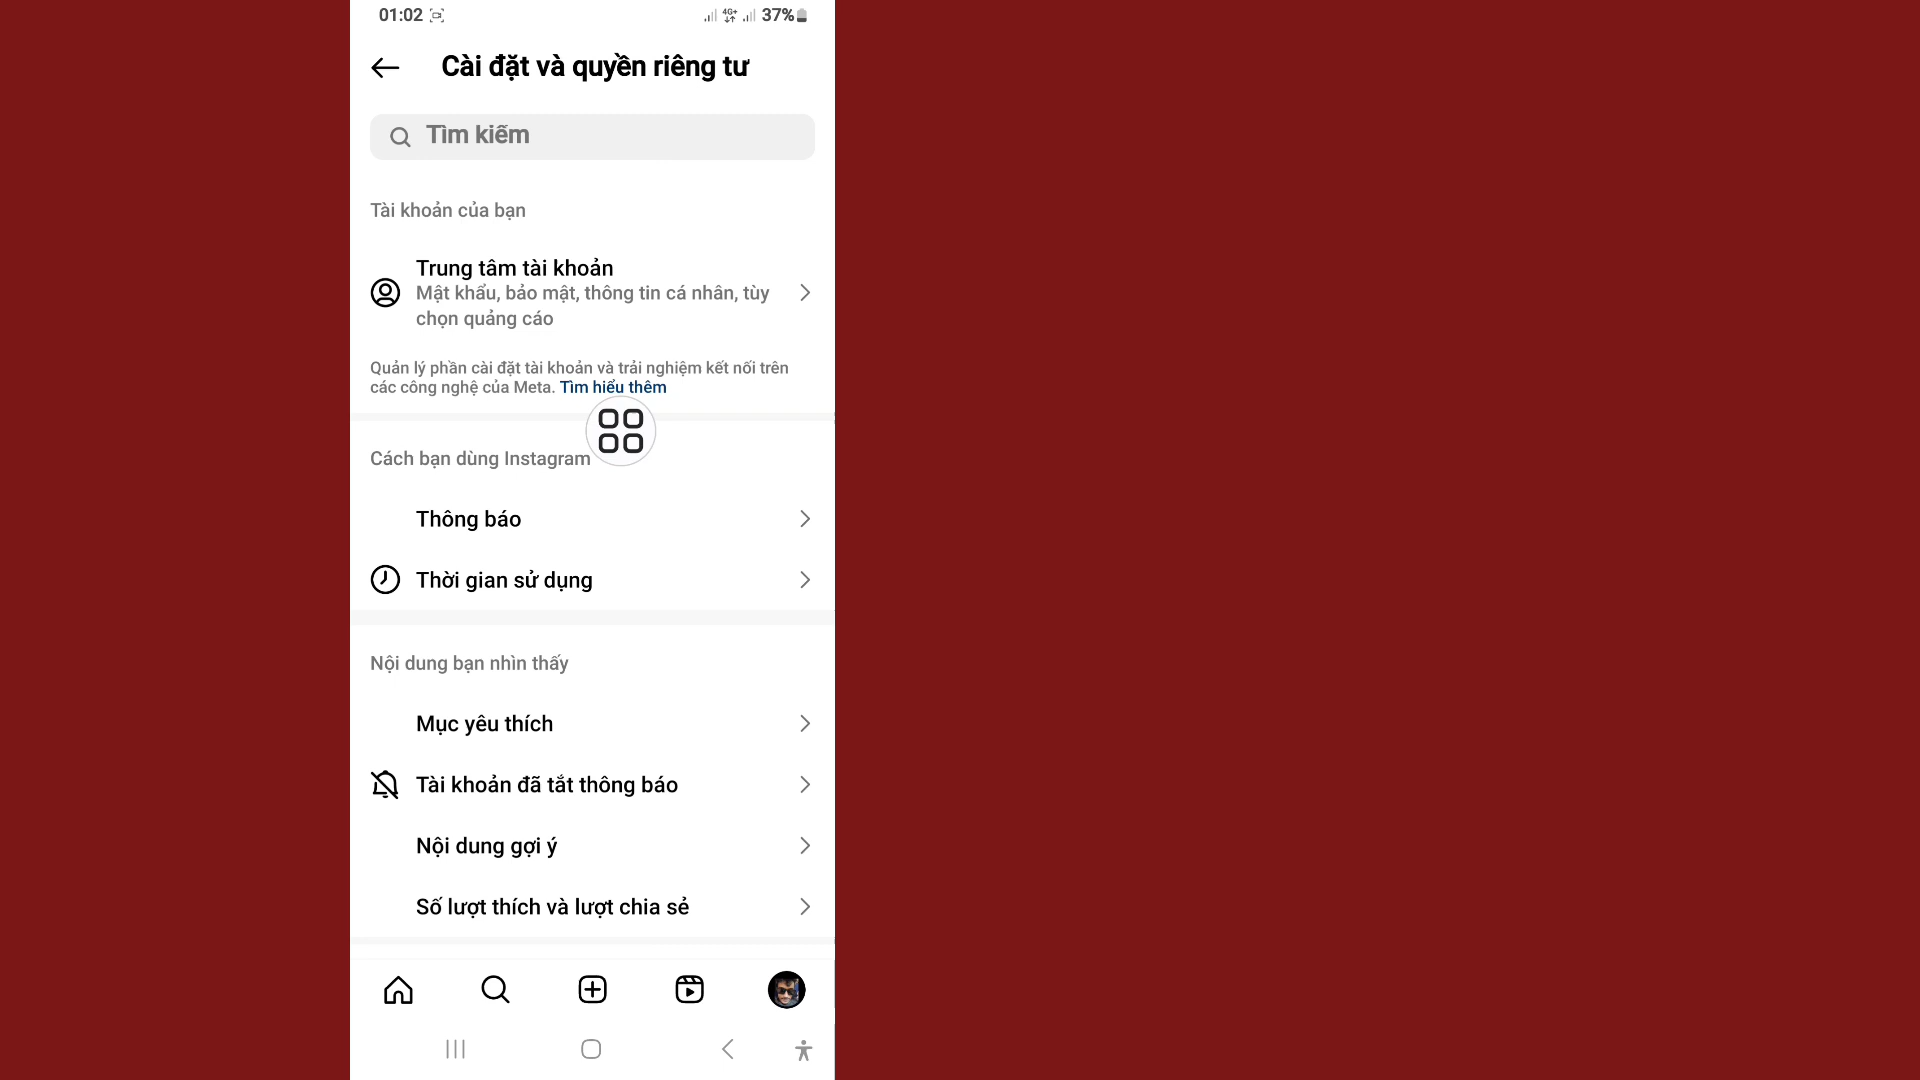 01:02 4G+ 37%
Cài đặt và quyền riêng tư
Tìm kiếm
Tài khoản của bạn
Trung tâm tài khoản
Mật khẩu, bảo mật, thông tin cá nhân, tùy
chọn quảng cáo
Quản lý phần cài đặt tài khoản và trải nghiệm kết nối trên
các công nghệ của Meta. Tìm hiểu thêm
Cách bạn dùng Instagram
Thông báo
Thời gian sử dụng
Nội dung bạn nhìn thấy
Mục yêu thích
Tài khoản đã tắt thông báo
Nội dung gợi ý
Số lượt thích và lượt chia sẻ